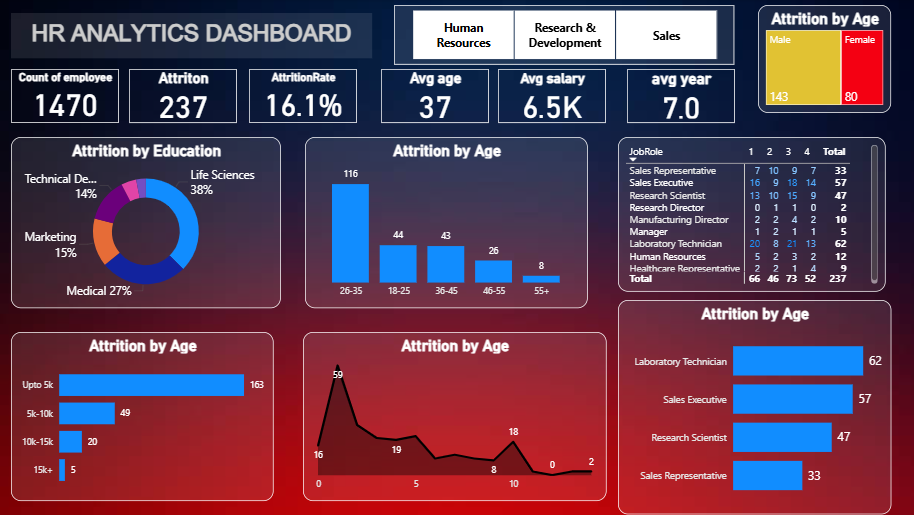 HR ANALYTICS DASHBOARD
Human
Resources
Research &
Development
Sales
Attrition by Age
Male
Female
143
80
Count of employee
1470
Attriton
237
AttritionRate
16.1%
Avg age
37
Avg salary
6.5K
avg year
7.0
Attrition by Education
Technical De...
14%
Life Sciences
38%
Marketing
15%
Medical 27%
Attrition by Age
116
44
43
26
8
26-35 18-25 36-45 46-55 55+
JobRole 1 2 3 4 Total
Sales Representative 7 10 9 7 33
Sales Executive 16 9 18 14 57
Research Scientist 13 10 15 9 47
Research Director 0 1 1 0 2
Manufacturing Director 2 2 4 2 10
Manager 1 2 1 1 5
Laboratory Technician 20 8 21 13 62
Human Resources 5 2 3 2 12
Healthcare Representative 2 2 1 4 9
Total 66 46 73 52 237
Attrition by Age
Upto 5k 163
5k-10k 49
10k-15k 20
15k+ 5
Attrition by Age
59
16
19
18
8
0
2
0 5 10
Attrition by Age
Laboratory Technician 62
Sales Executive 57
Research Scientist 47
Sales Representative 33